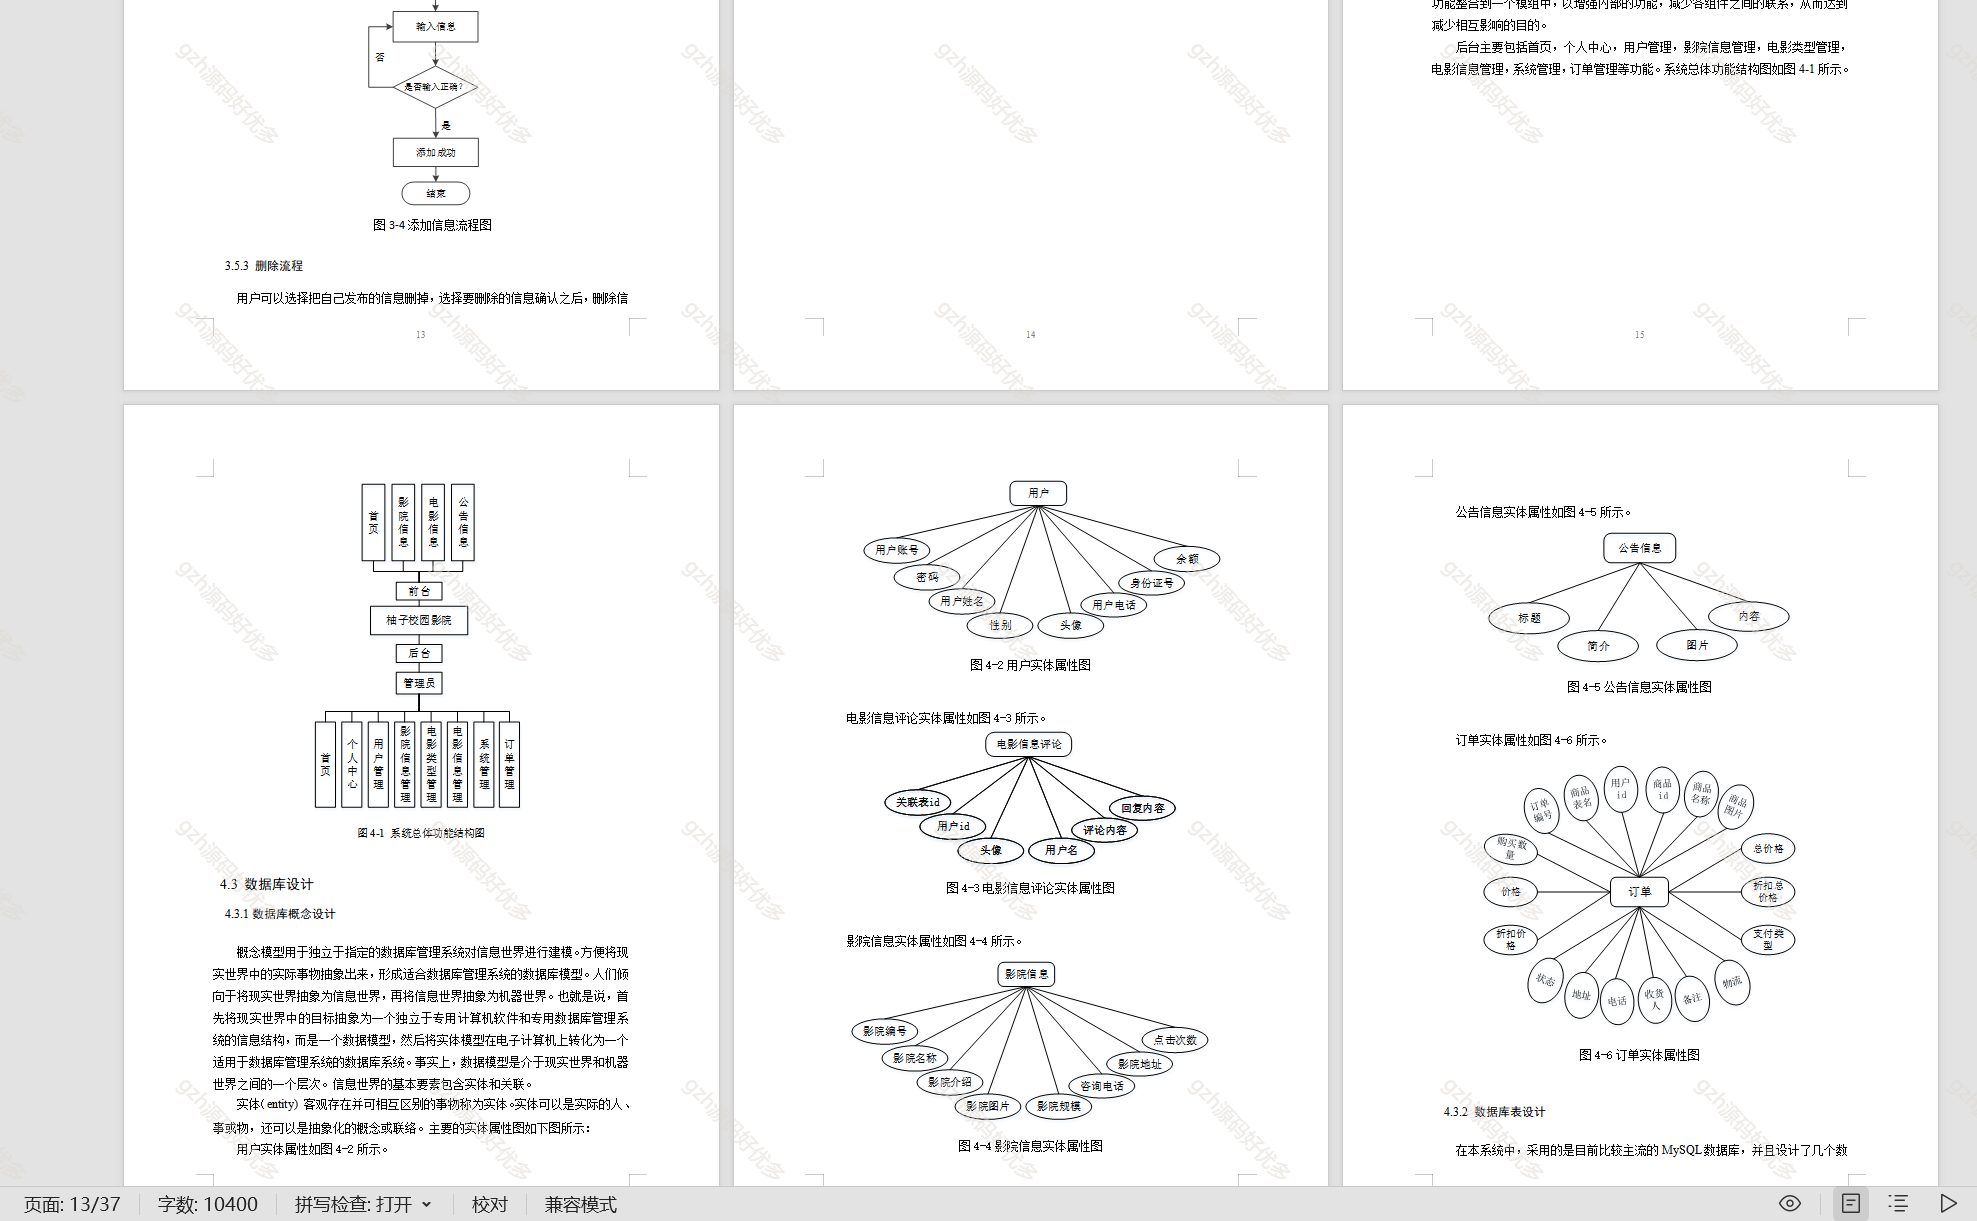 输入信息
否
是否输入正确?
是
添加成功
结束
图 3-4 添加信息流程图
3.5.3 删除流程
用户可以选择把自己发布的信息删掉，选择要删除的信息确认之后，删除信
13
14
功能整合到一个模组中，以增强内部的功能，减少各组件之间的联系，从而达到
减少相互影响的目的。
后台主要包括首页，个人中心，用户管理，影院信息管理，电影类型管理，
电影信息管理，系统管理，订单管理等功能。系统总体功能结构图如图 4-1 所示。
15
首页
影院信息
电影信息
公告信息
前台
柚子校园影院
后台
管理员
首页
个人中心
用户管理
影院信息管理
电影类型管理
电影信息管理
系统管理
订单管理
图 4-1 系统总体功能结构图
4.3 数据库设计
4.3.1 数据库概念设计
概念模型用于独立于指定的数据库管理系统对信息世界进行建模。方便将现
实世界中的实际事物抽象出来，形成适合数据库管理系统的数据库模型。人们倾
向于将现实世界抽象为信息世界，再将信息世界抽象为机器世界。也就是说，首
先将现实世界中的目标抽象为一个独立于专用计算机软件和专用数据库管理系
统的信息结构，而是一个数据模型，然后将实体模型在电子计算机上转化为一个
适用于数据库管理系统的数据库系统。事实上，数据模型是介于现实世界和机器
世界之间的一个层次。信息世界的基本要素包含实体和关联。
实体( entity) 客观存在并可相互区别的事物称为实体。实体可以是实际的人、
事或物，还可以是抽象化的概念或联络。主要的实体属性图如下图所示：
用户实体属性如图 4-2 所示。
用户
用户账号
密码
用户姓名
性别
头像
用户电话
身份证号
余额
图 4-2 用户实体属性图
电影信息评论实体属性如图 4-3 所示。
电影信息评论
关联表id
用户id
头像
用户名
评论内容
回复内容
图 4-3 电影信息评论实体属性图
影院信息实体属性如图 4-4 所示。
影院信息
影院编号
影院名称
影院介绍
影院图片
影院规模
咨询电话
影院地址
点击次数
图 4-4 影院信息实体属性图
公告信息实体属性如图 4-5 所示。
公告信息
标题
简介
图片
内容
图 4-5 公告信息实体属性图
订单实体属性如图 4-6 所示。
订单编号
商品表名
用户id
商品id
商品名称
商品图片
购买数量
总价格
价格
订单
折扣总价格
折扣价格
支付类型
状态
地址
电话
收货人
备注
物流
图 4-6 订单实体属性图
4.3.2 数据库表设计
在本系统中，采用的是目前比较主流的 MySQL 数据库，并且设计了几个数
gzh源码好优多
页面: 13/37
字数: 10400
拼写检查: 打开
校对
兼容模式